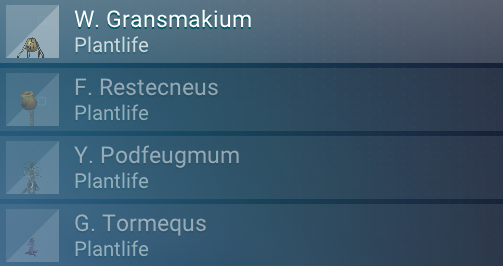 W. Gransmakium
Plantlife
F. Restecneus
Plantlife
Y. Podfeugmum
Plantlife
G. Tormequs
Plantlife